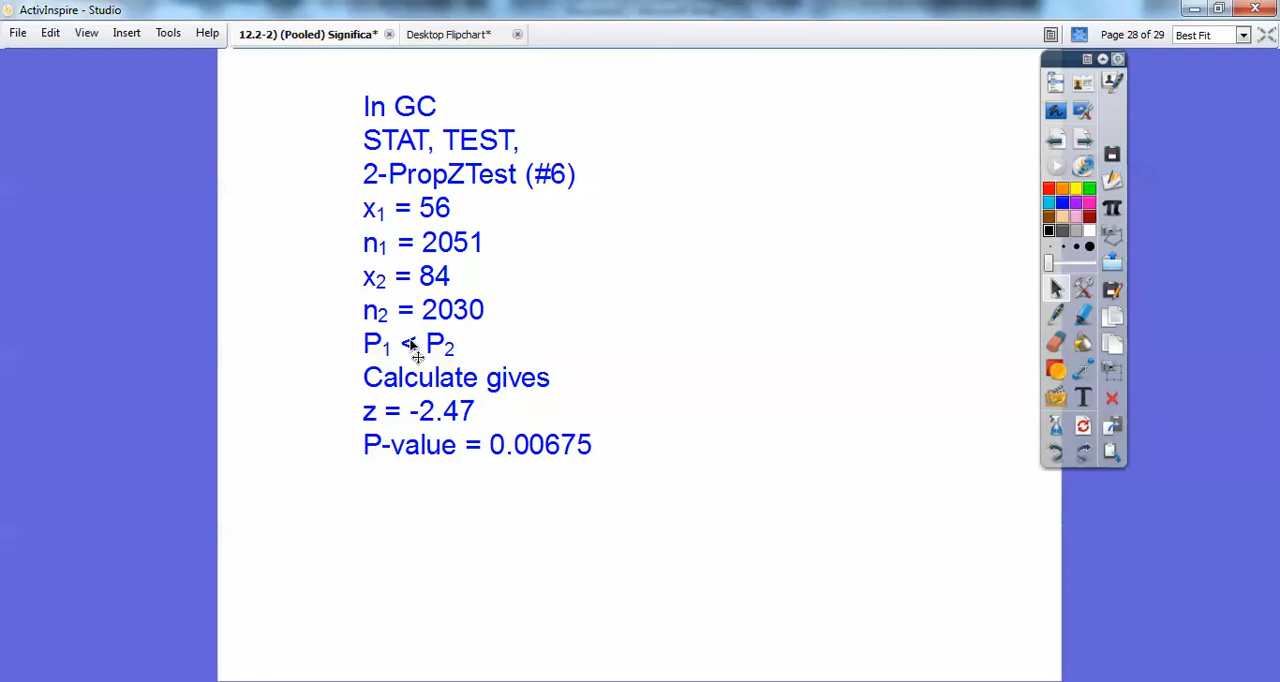 ActivInspire - Studio
File Edit View Insert Tools Help
12.2-2) (Pooled) Significa* Desktop Flipchart*
Page 28 of 29 Best Fit
In GC
STAT, TEST,
2-PropZTest (#6)
x₁ = 56
n₁ = 2051
x₂ = 84
n₂ = 2030
P₁ < P₂
Calculate gives
z = -2.47
P-value = 0.00675